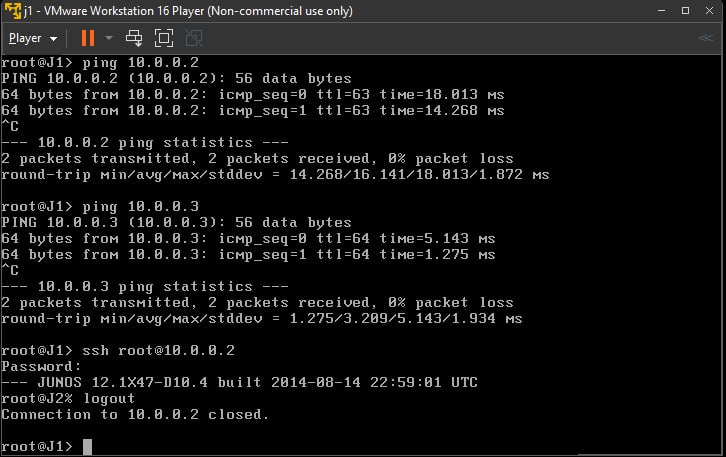 j1 - VMware Workstation 16 Player (Non-commercial use only)
Player
root@J1> ping 10.0.0.2
PING 10.0.0.2 (10.0.0.2): 56 data bytes
64 bytes from 10.0.0.2: icmp_seq=0 ttl=63 time=18.013 ms
64 bytes from 10.0.0.2: icmp_seq=1 ttl=63 time=14.268 ms
^C
--- 10.0.0.2 ping statistics ---
2 packets transmitted, 2 packets received, 0% packet loss
round-trip min/avg/max/stddev = 14.268/16.141/18.013/1.872 ms
root@J1> ping 10.0.0.3
PING 10.0.0.3 (10.0.0.3): 56 data bytes
64 bytes from 10.0.0.3: icmp_seq=0 ttl=64 time=5.143 ms
64 bytes from 10.0.0.3: icmp_seq=1 ttl=64 time=1.275 ms
^C
--- 10.0.0.3 ping statistics ---
2 packets transmitted, 2 packets received, 0% packet loss
round-trip min/avg/max/stddev = 1.275/3.209/5.143/1.934 ms
root@J1> ssh root@10.0.0.2
Password:
--- JUNOS 12.1X47-D10.4 built 2014-08-14 22:59:01 UTC
root@J2% logout
Connection to 10.0.0.2 closed.
root@J1>